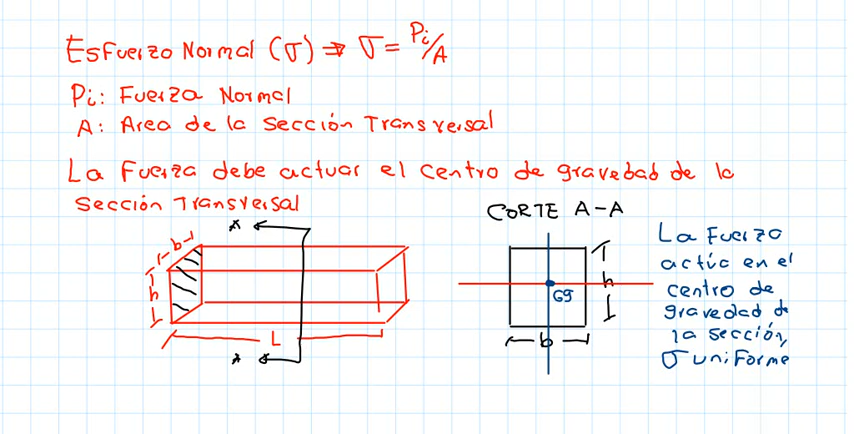 Esfuerzo Normal (σ) ⇒ σ = Pi/A
Pi: Fuerza Normal
A: Area de la Sección Transversal
La Fuerza debe actuar el centro de gravedad de la
Sección Transversal
A
b
h
L
A
CORTE A-A
h
cg
b
La Fuerza
actúa en el
centro de
gravedad de
la sección,
σ uniforme